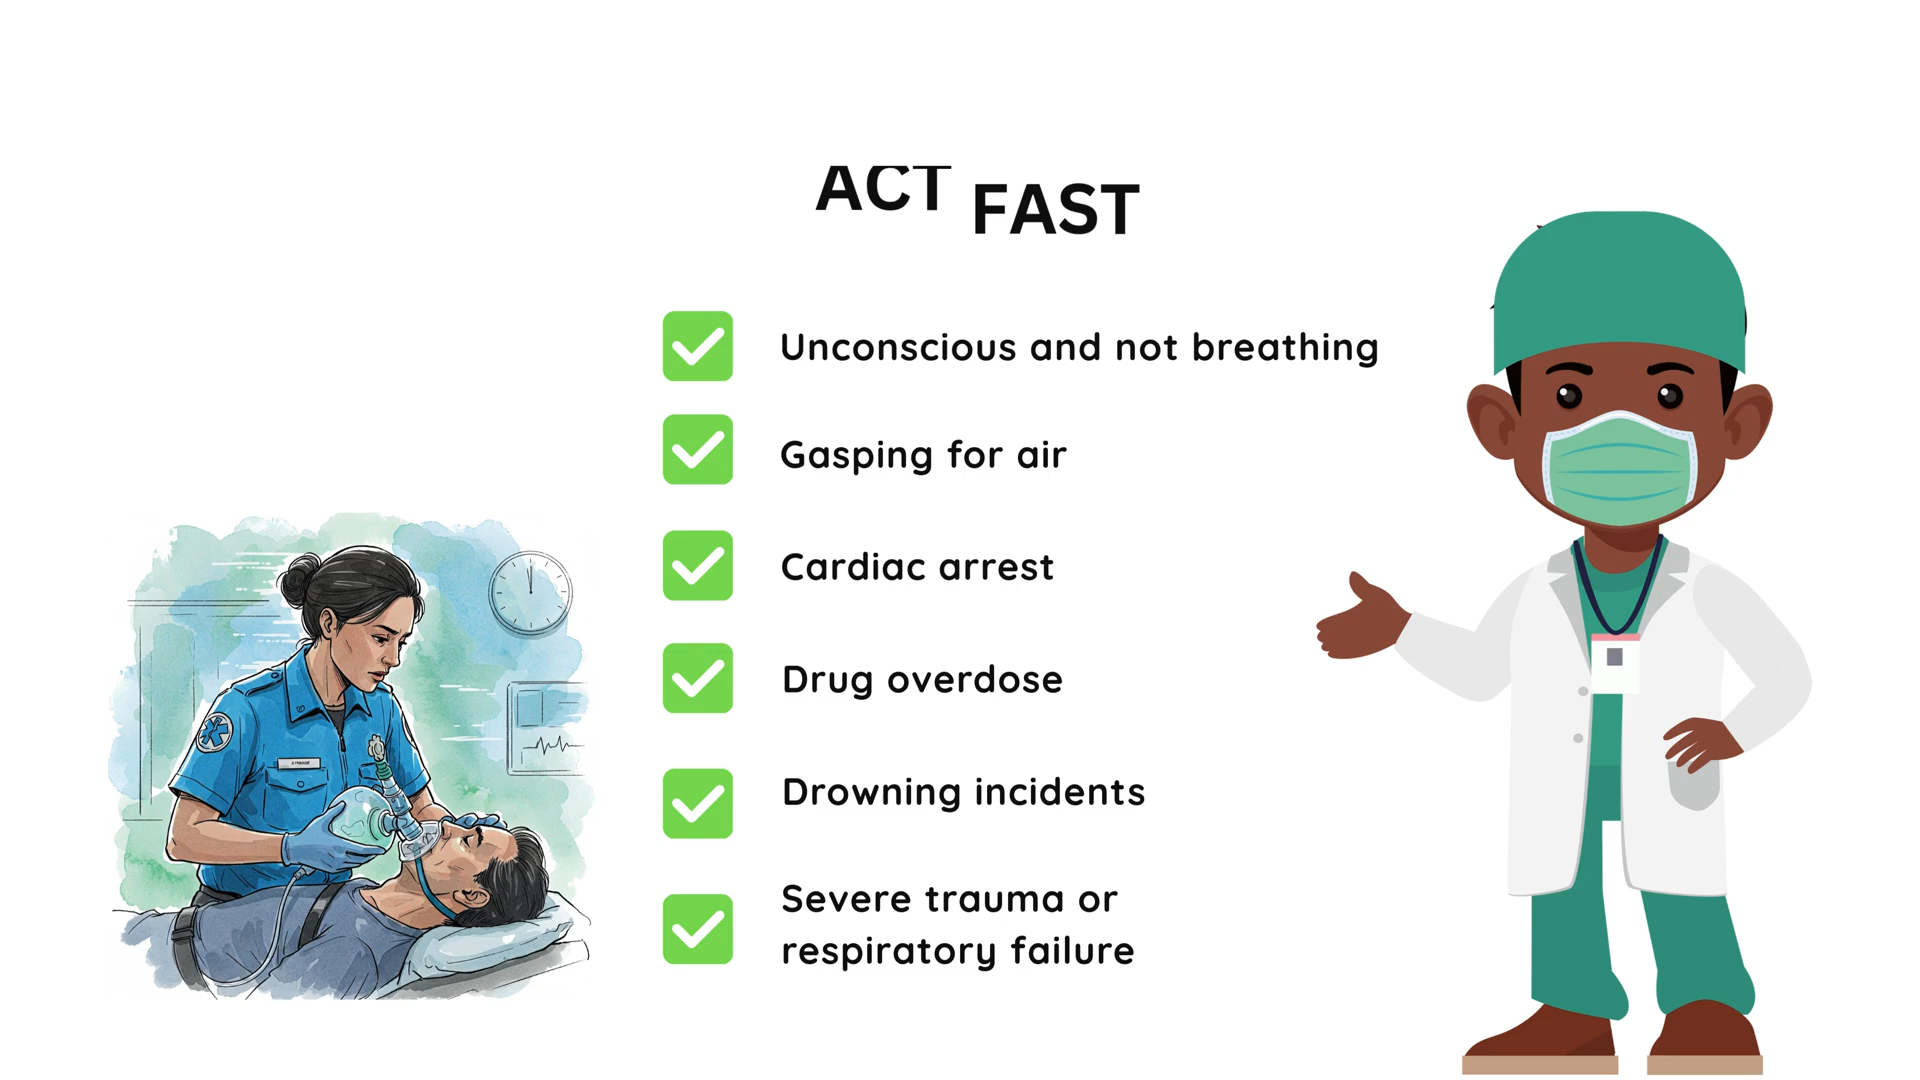 ACT FAST
Unconscious and not breathing
Gasping for air
Cardiac arrest
Drug overdose
Drowning incidents
Severe trauma or
respiratory failure